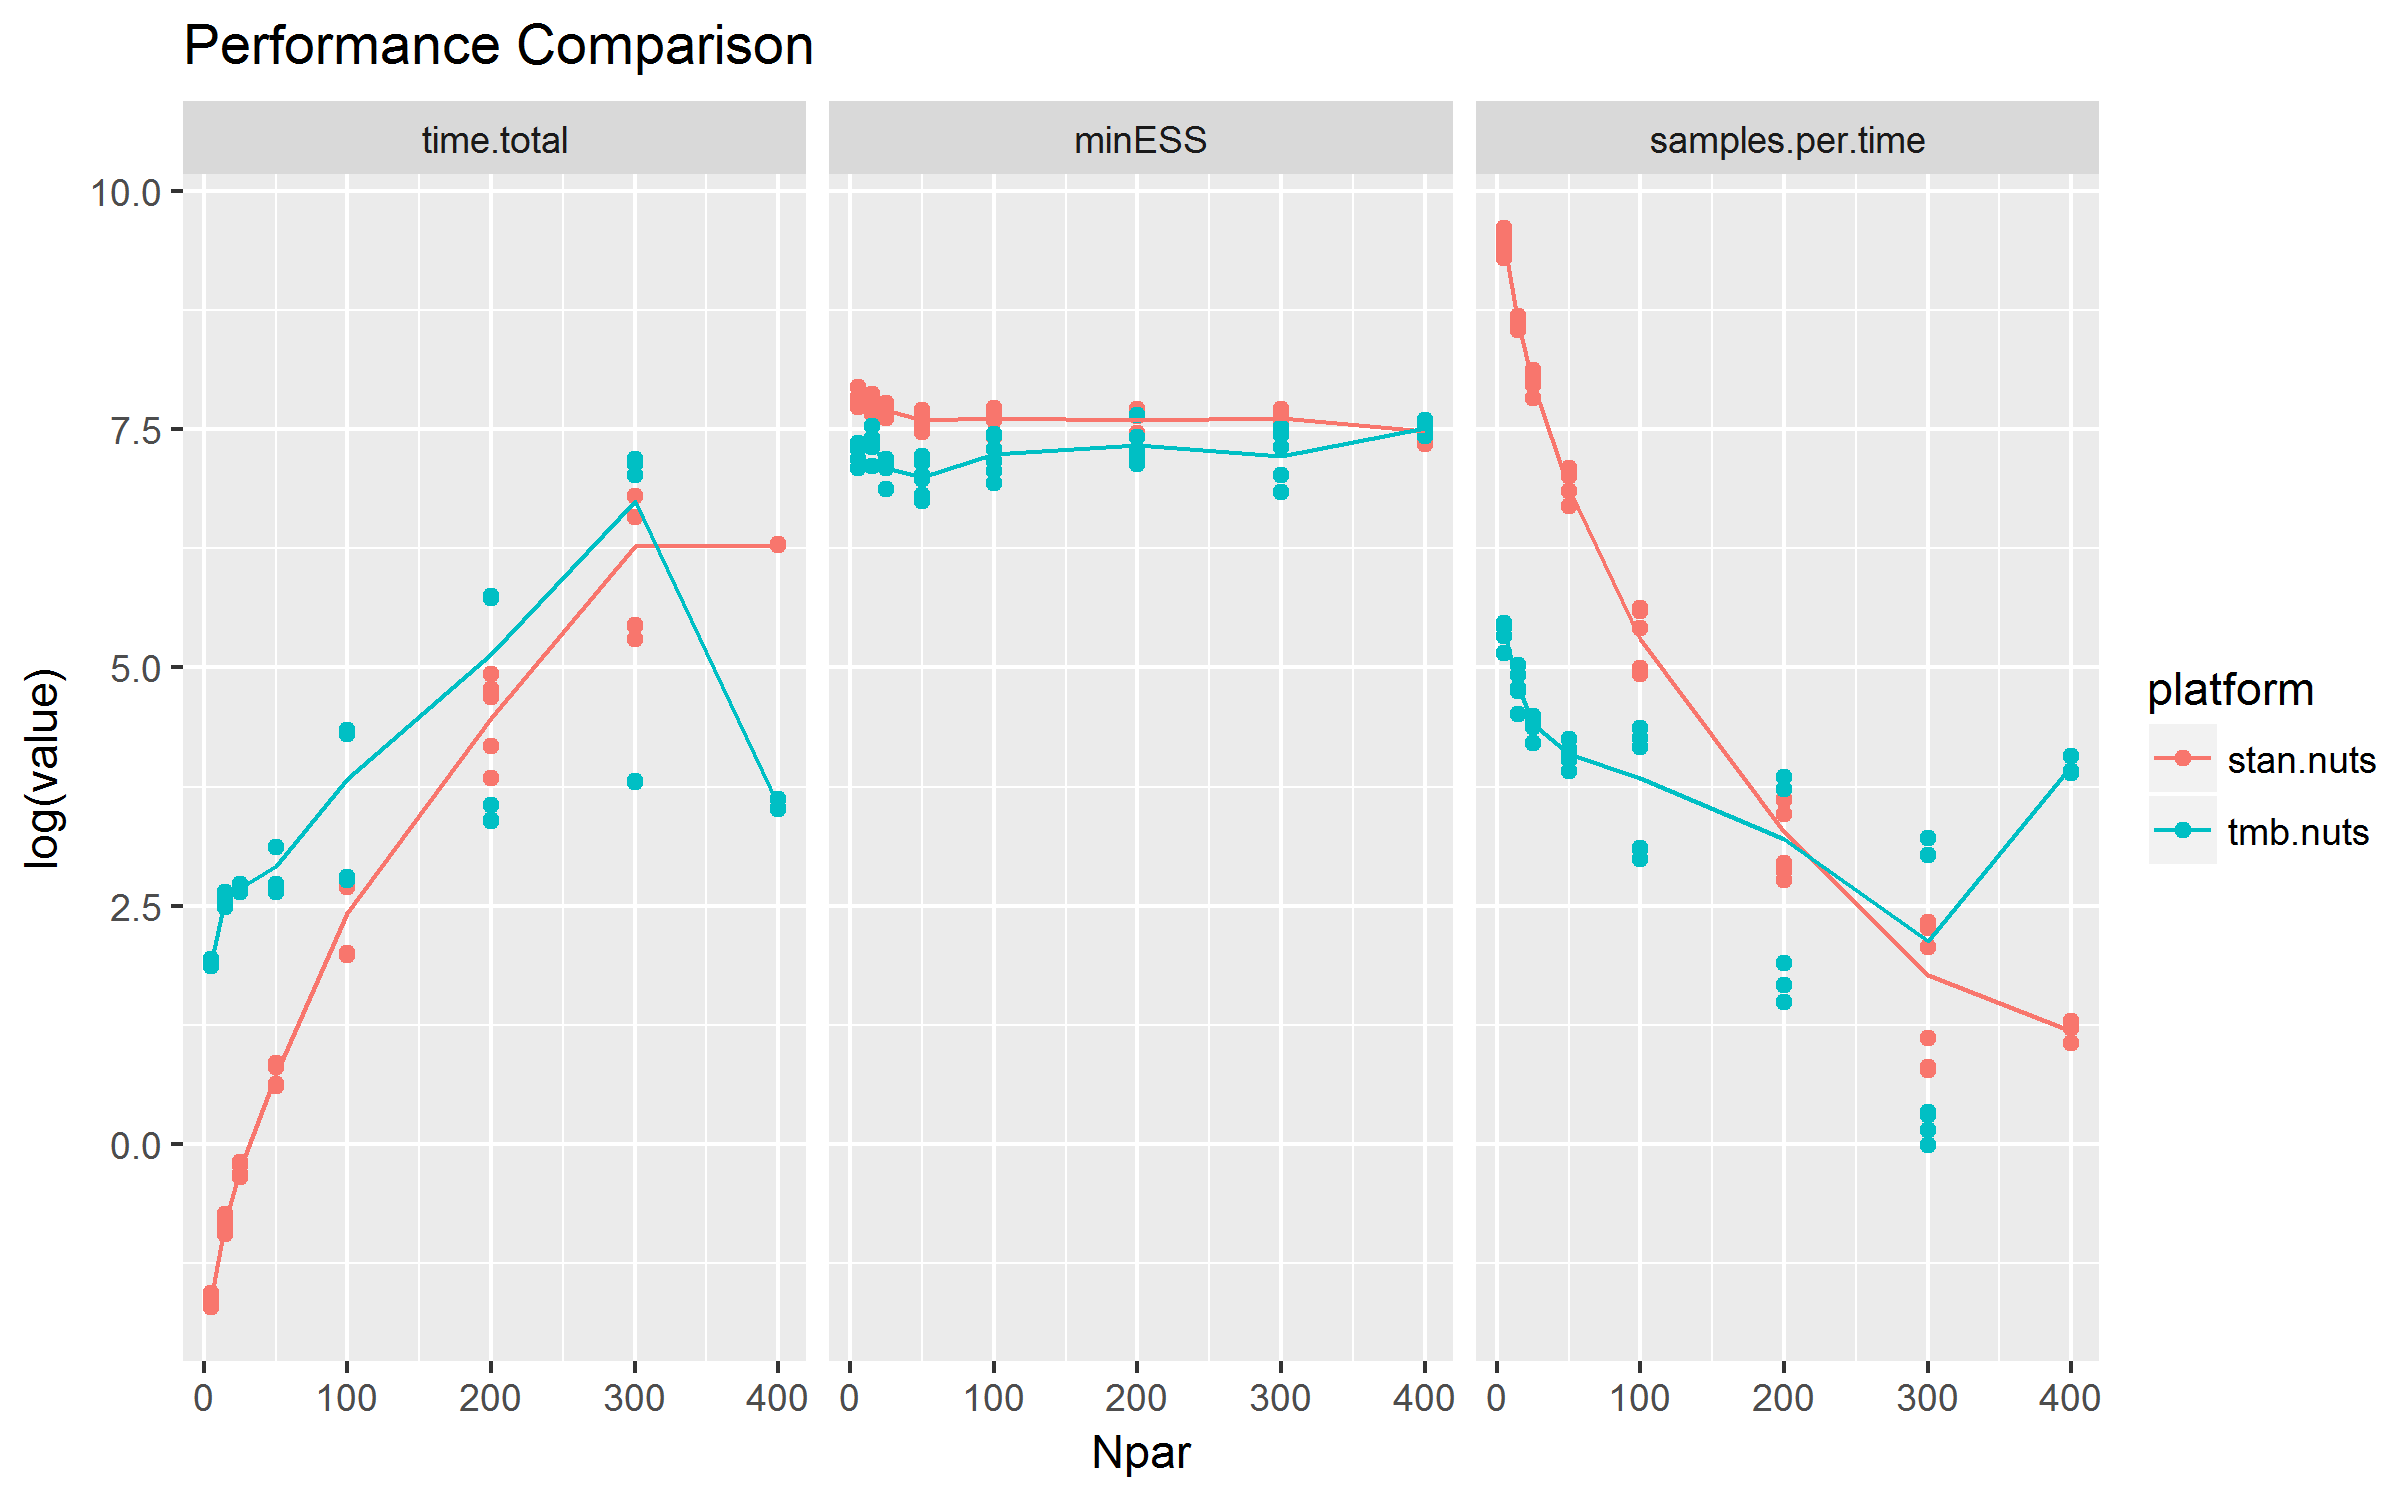 Performance Comparison
time.total minESS samples.per.time
10.0
7.5
5.0
2.5
0.0
log(value)
0 100 200 300 400 0 100 200 300 400 0 100 200 300 400
Npar
platform
stan.nuts
tmb.nuts